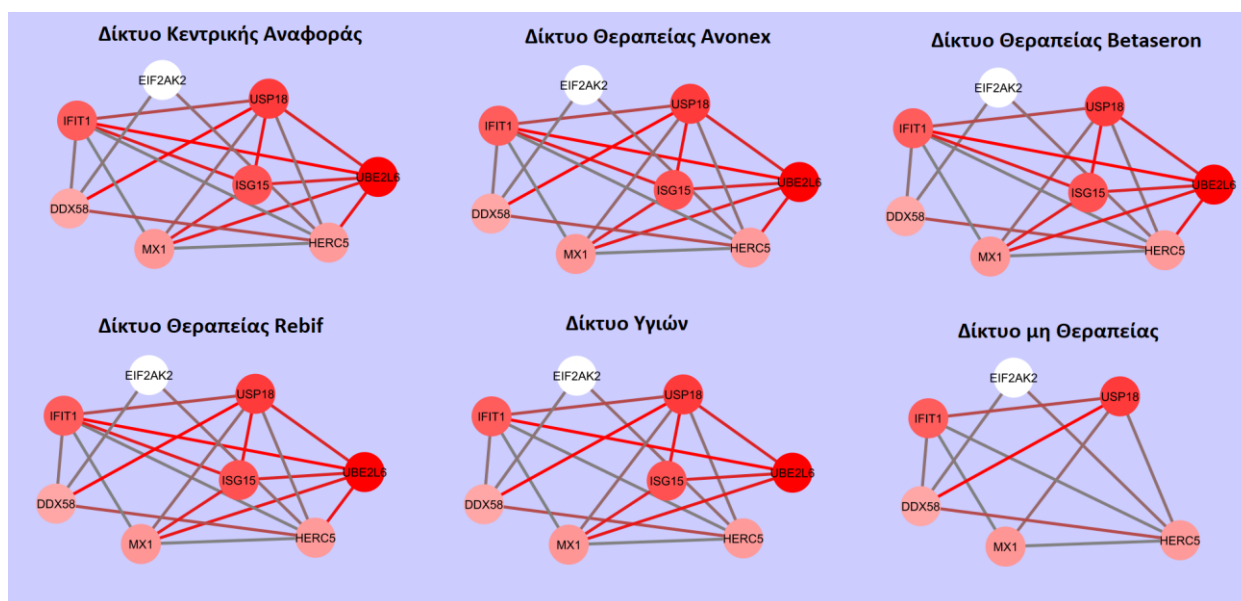 Δίκτυο Κεντρικής Αναφοράς
EIF2AK2
USP18
IFIT1
UBE2L6
ISG15
DDX58
HERC5
MX1
Δίκτυο Θεραπείας Avonex
EIF2AK2
USP18
IFIT1
UBE2L6
ISG15
DDX58
HERC5
MX1
Δίκτυο Θεραπείας Betaseron
EIF2AK2
USP18
IFIT1
UBE2L6
ISG15
DDX58
HERC5
MX1
Δίκτυο Θεραπείας Rebif
EIF2AK2
USP18
IFIT1
UBE2L6
ISG15
DDX58
HERC5
MX1
Δίκτυο Υγιών
EIF2AK2
USP18
IFIT1
UBE2L6
ISG15
DDX58
HERC5
MX1
Δίκτυο μη Θεραπείας
EIF2AK2
USP18
IFIT1
DDX58
HERC5
MX1